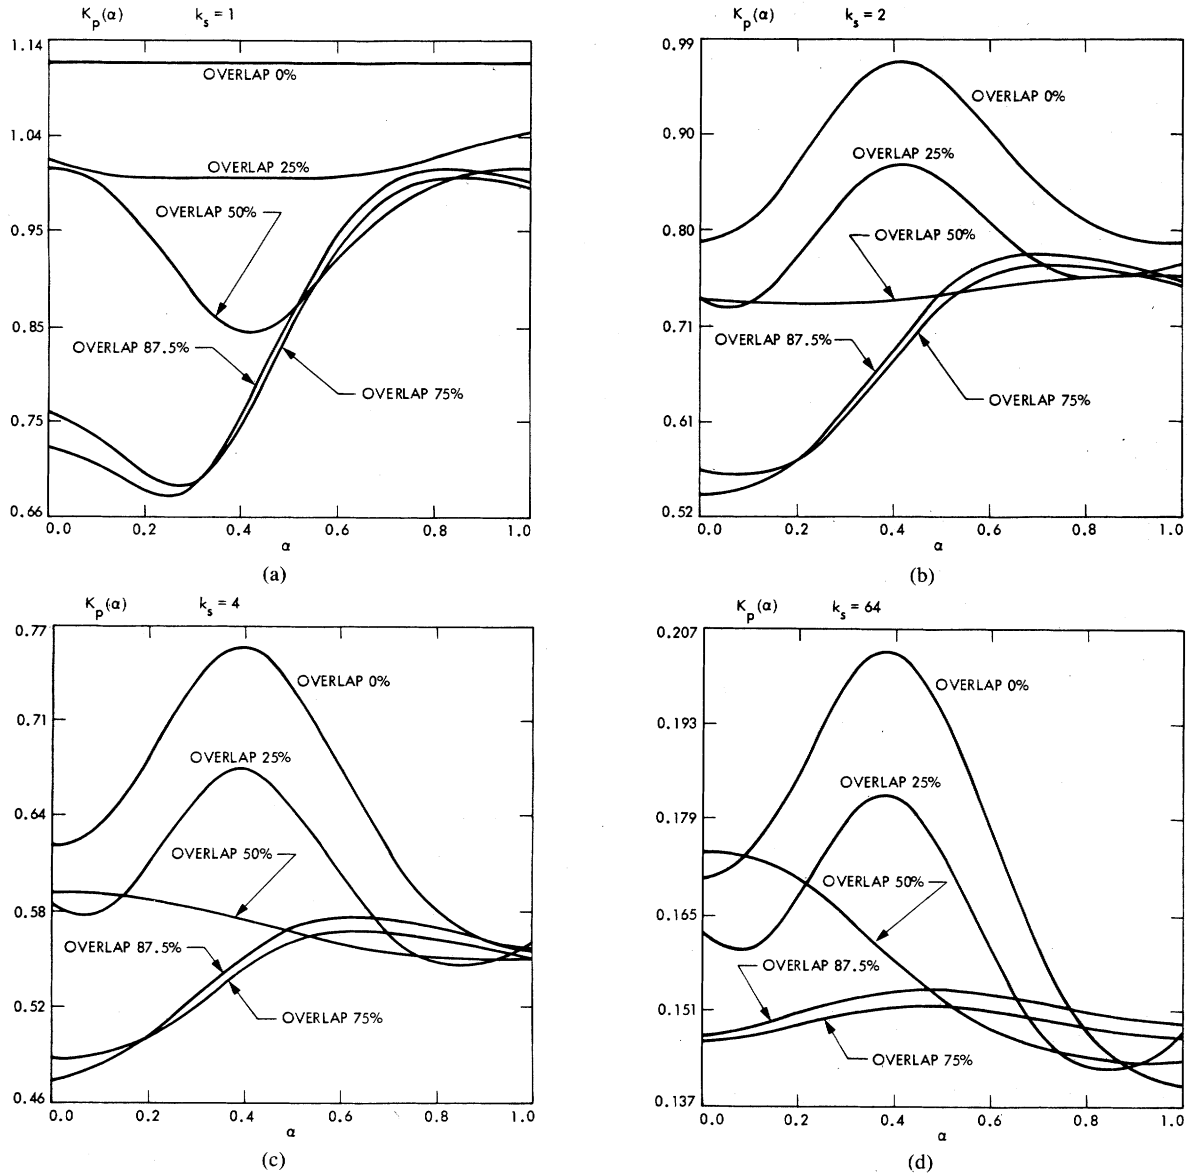 K_p(α) k_s = 1
1.14
1.04
0.95
0.85
0.75
0.66
OVERLAP 0%
OVERLAP 25%
OVERLAP 50%
OVERLAP 87.5%
OVERLAP 75%
0.0 0.2 0.4 0.6 0.8 1.0
α
(a)
K_p(α) k_s = 2
0.99
0.90
0.80
0.71
0.61
0.52
OVERLAP 0%
OVERLAP 25%
OVERLAP 50%
OVERLAP 87.5%
OVERLAP 75%
0.0 0.2 0.4 0.6 0.8 1.0
α
(b)
K_p(α) k_s = 4
0.77
0.71
0.64
0.58
0.52
0.46
OVERLAP 0%
OVERLAP 25%
OVERLAP 50%
OVERLAP 87.5%
OVERLAP 75%
0.0 0.2 0.4 0.6 0.8 1.0
α
(c)
K_p(α) k_s = 64
0.207
0.193
0.179
0.165
0.151
0.137
OVERLAP 0%
OVERLAP 25%
OVERLAP 50%
OVERLAP 87.5%
OVERLAP 75%
0.0 0.2 0.4 0.6 0.8 1.0
α
(d)